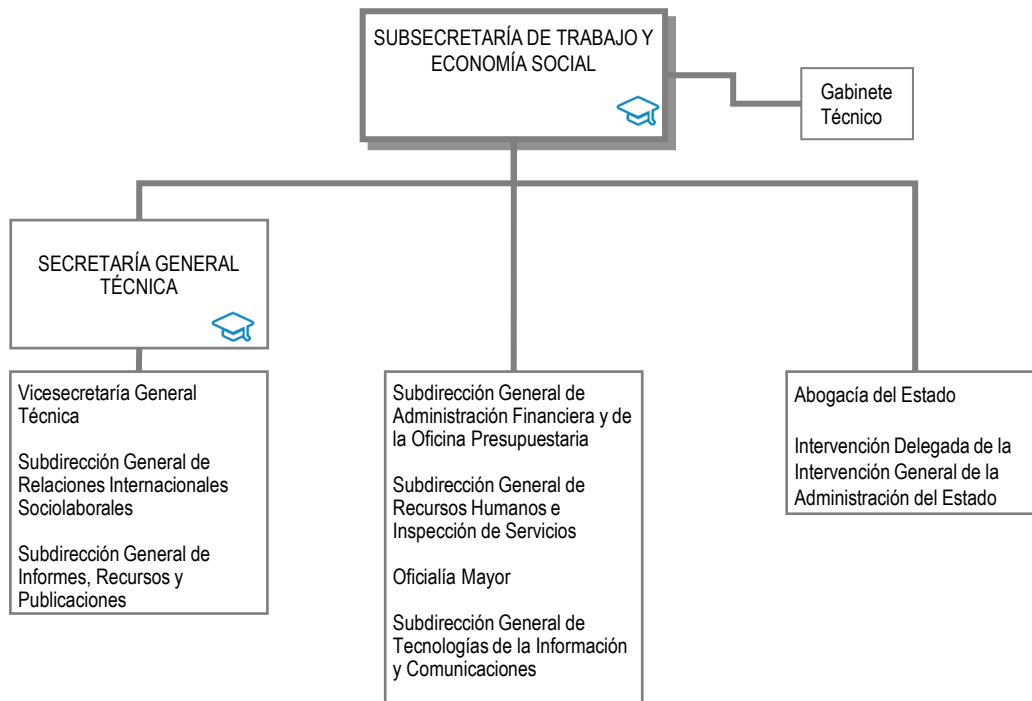 SUBSECRETARÍA DE TRABAJO Y
ECONOMÍA SOCIAL
Gabinete
Técnico
SECRETARÍA GENERAL
TÉCNICA
Vicesecretaría General
Técnica
Subdirección General de
Relaciones Internacionales
Sociolaborales
Subdirección General de
Informes, Recursos y
Publicaciones
Subdirección General de
Administración Financiera y de
la Oficina Presupuestaria
Subdirección General de
Recursos Humanos e
Inspección de Servicios
Oficialía Mayor
Subdirección General de
Tecnologías de la Información
y Comunicaciones
Abogacía del Estado
Intervención Delegada de la
Intervención General de la
Administración del Estado